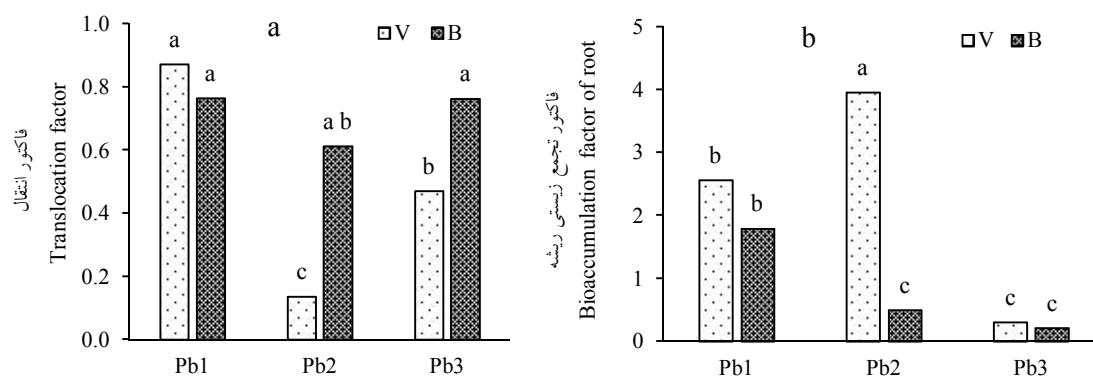 a
V B
فاکتور انتقال
Translocation factor
1.0
0.8
0.6
0.4
0.2
0.0
a a
c a b
b a
Pb1 Pb2 Pb3
b
V B
فاکتور تجمع زیستی ریشه
Bioaccumulation factor of root
5
4
3
2
1
0
b b
a c
c c
Pb1 Pb2 Pb3